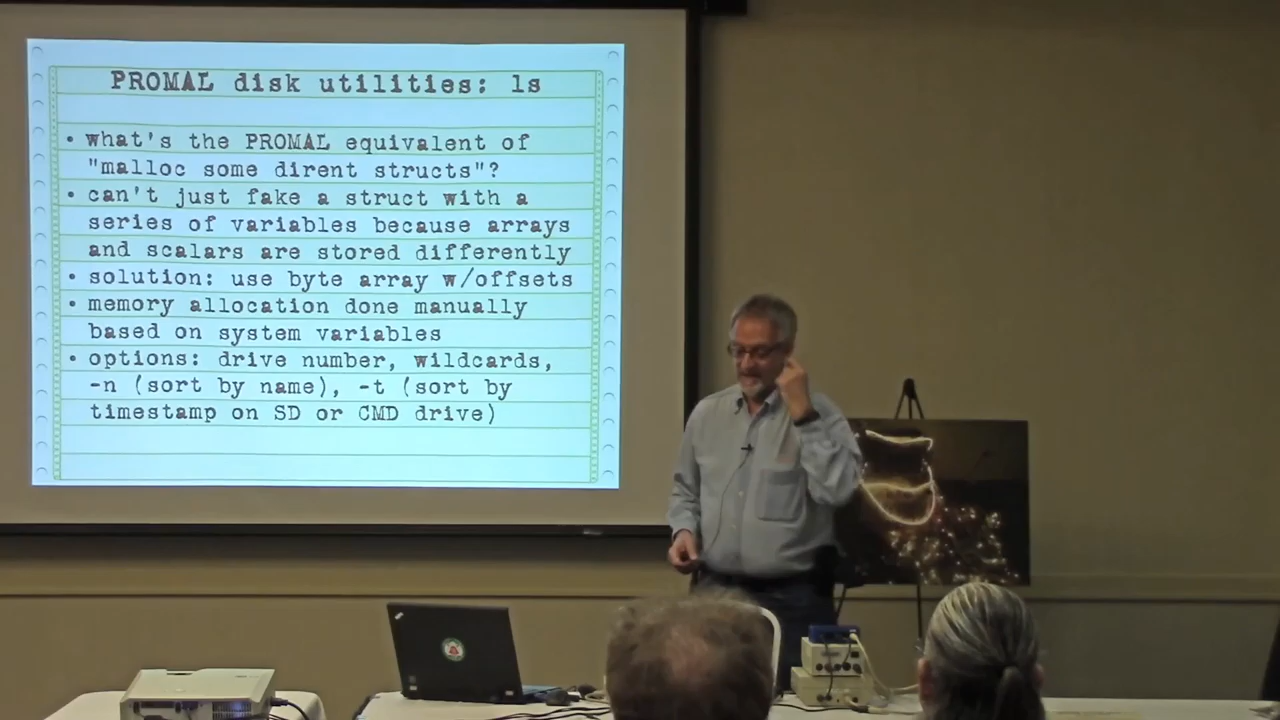 PROMAL disk utilities: ls
• what's the PROMAL equivalent of
"malloc some dirent structs"?
• can't just fake a struct with a
series of variables because arrays
and scalars are stored differently
• solution: use byte array w/offsets
• memory allocation done manually
based on system variables
• options: drive number, wildcards,
-n (sort by name), -t (sort by
timestamp on SD or CMD drive)